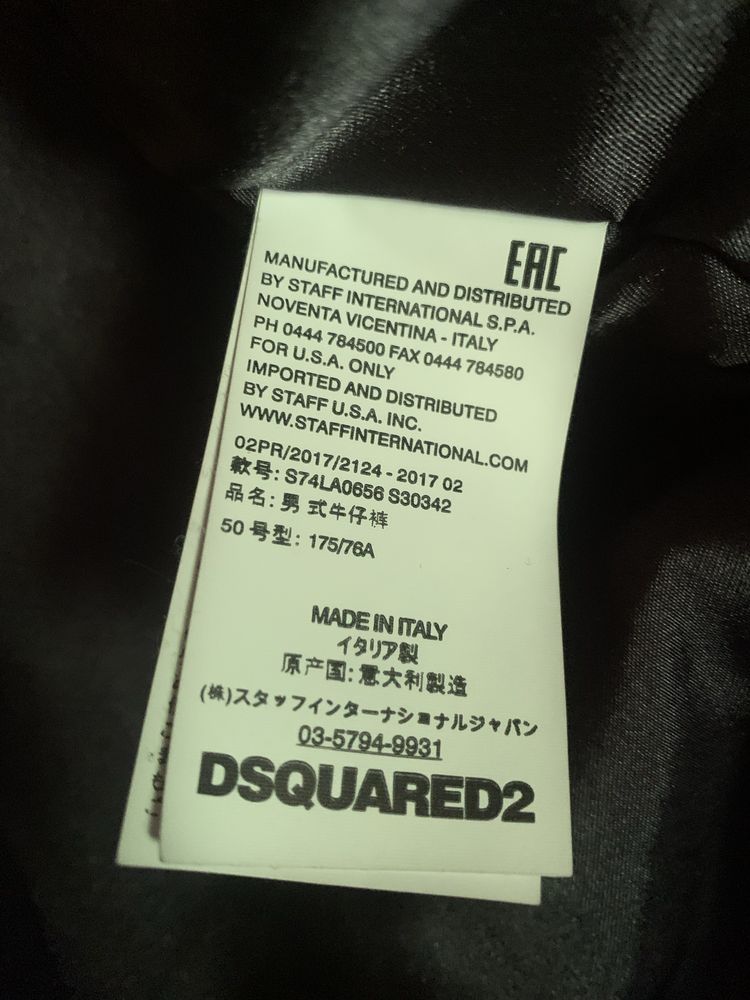 EAC
MANUFACTURED AND DISTRIBUTED
BY STAFF INTERNATIONAL S.P.A.
NOVENTA VICENTINA - ITALY
PH 0444 784500 FAX 0444 784580
FOR U.S.A. ONLY
IMPORTED AND DISTRIBUTED
BY STAFF U.S.A. INC.
WWW.STAFFINTERNATIONAL.COM
02PR/2017/2124 - 2017 02
款号: S74LA0656 S30342
品名: 男 式牛仔裤
50 号型: 175/76A
MADE IN ITALY
イタリア製
原产国: 意大利製造
(株)スタッフインターナショナルジャパン
03-5794-9931
DSQUARED2